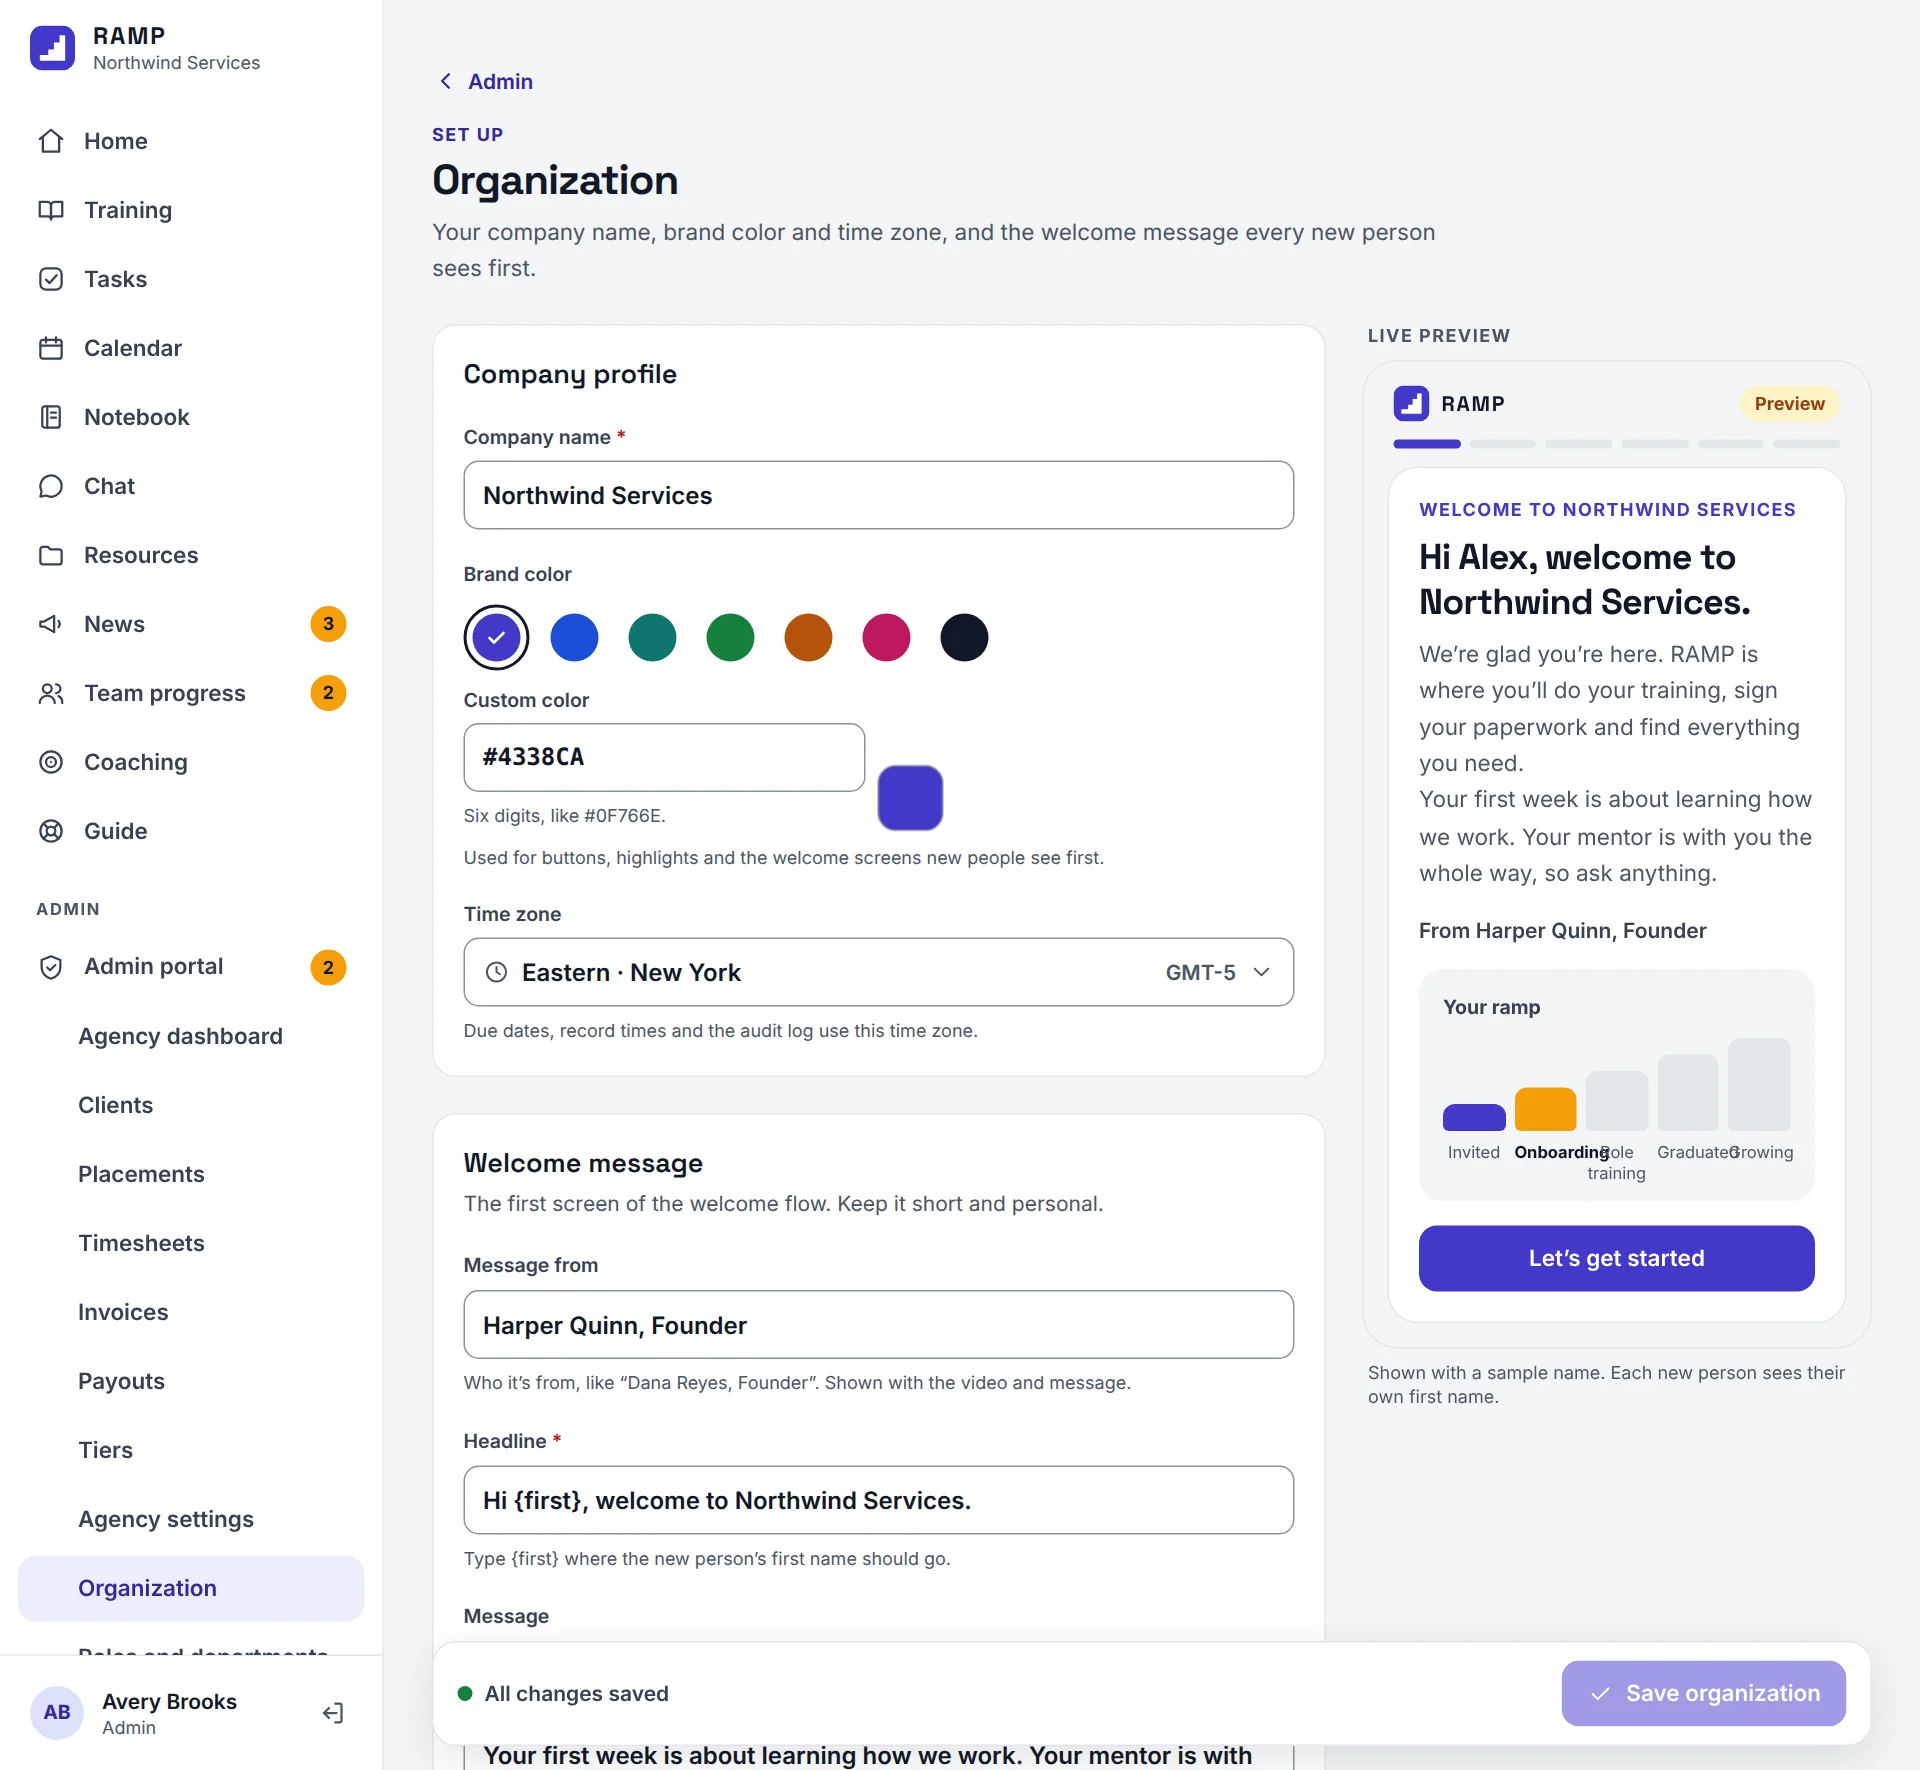 RAMP
Northwind Services
Home
Training
Tasks
Calendar
Notebook
Chat
Resources
News 3
Team progress 2
Coaching
Guide
ADMIN
Admin portal 2
Agency dashboard
Clients
Placements
Timesheets
Invoices
Payouts
Tiers
Agency settings
Organization
Roles and departments
AB
Avery Brooks
Admin
Admin
SET UP
Organization
Your company name, brand color and time zone, and the welcome message every new person
sees first.
Company profile
Company name *
Northwind Services
Brand color
Custom color
#4338CA
Six digits, like #0F766E.
Used for buttons, highlights and the welcome screens new people see first.
Time zone
Eastern · New York GMT-5
Due dates, record times and the audit log use this time zone.
Welcome message
The first screen of the welcome flow. Keep it short and personal.
Message from
Harper Quinn, Founder
Who it’s from, like “Dana Reyes, Founder”. Shown with the video and message.
Headline *
Hi {first}, welcome to Northwind Services.
Type {first} where the new person’s first name should go.
Message
Your first week is about learning how we work. Your mentor is with
All changes saved
Save organization
LIVE PREVIEW
RAMP
Preview
WELCOME TO NORTHWIND SERVICES
Hi Alex, welcome to
Northwind Services.
We’re glad you’re here. RAMP is
where you’ll do your training, sign
your paperwork and find everything
you need.
Your first week is about learning how
we work. Your mentor is with you the
whole way, so ask anything.
From Harper Quinn, Founder
Your ramp
Invited
Onboarding
Role
training
Graduated
Growing
Let’s get started
Shown with a sample name. Each new person sees their
own first name.